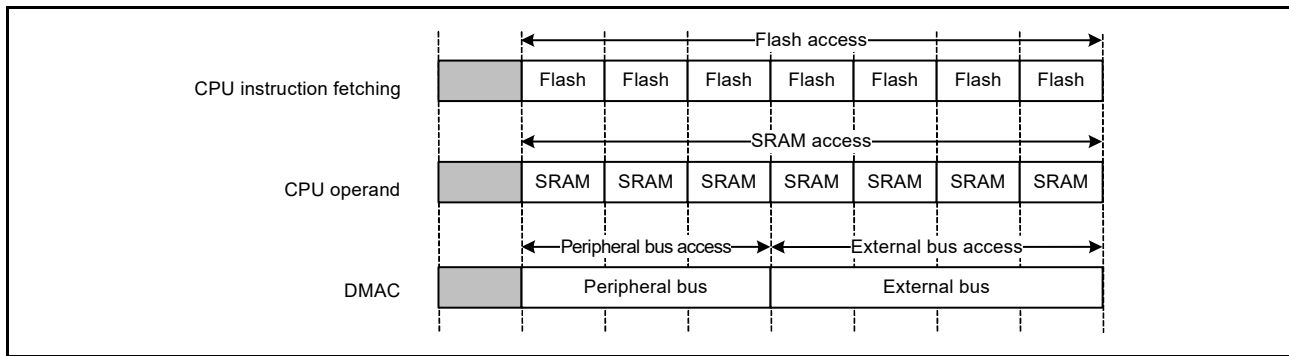 Flash access
CPU instruction fetching Flash Flash Flash Flash Flash Flash Flash
SRAM access
CPU operand SRAM SRAM SRAM SRAM SRAM SRAM SRAM
Peripheral bus access External bus access
DMAC Peripheral bus External bus